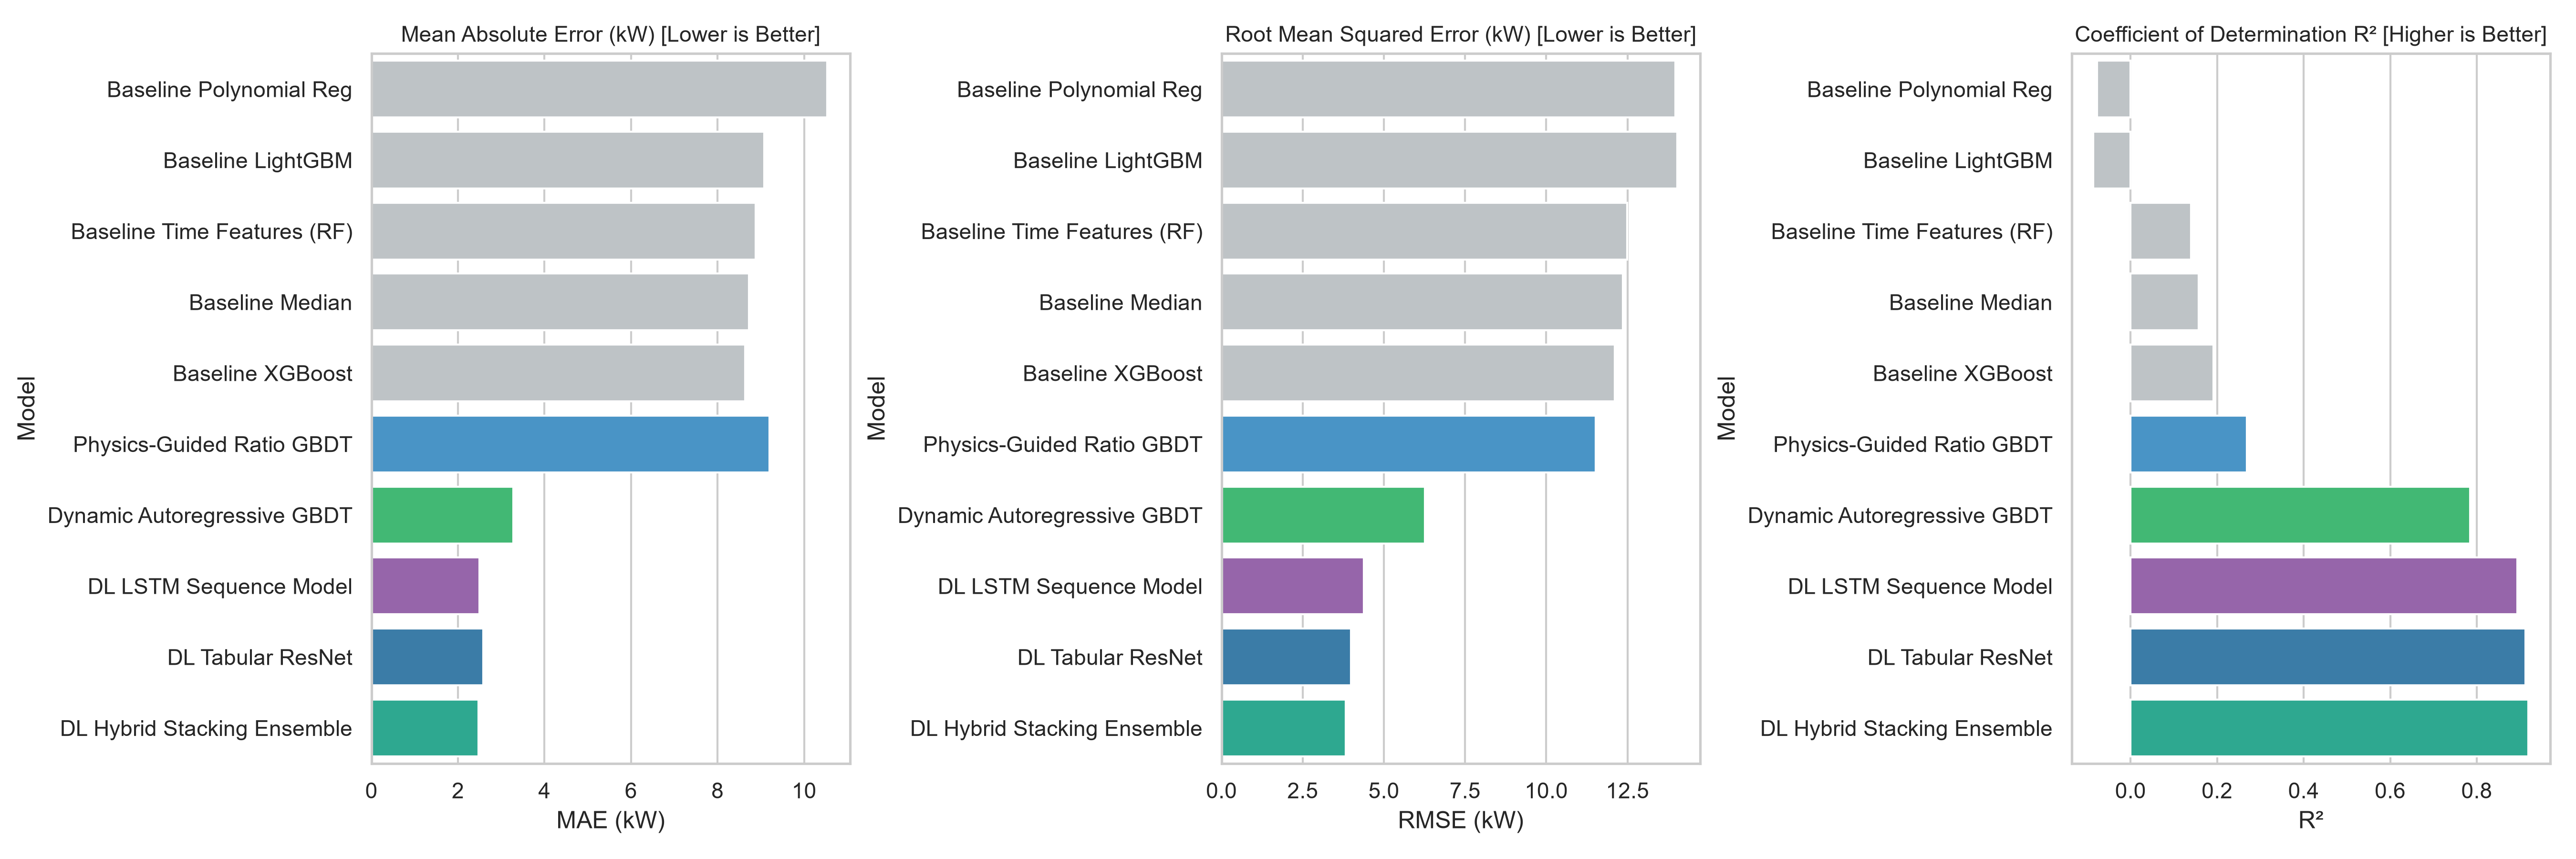 Mean Absolute Error (kW) [Lower is Better]
Model
Baseline Polynomial Reg
Baseline LightGBM
Baseline Time Features (RF)
Baseline Median
Baseline XGBoost
Physics-Guided Ratio GBDT
Dynamic Autoregressive GBDT
DL LSTM Sequence Model
DL Tabular ResNet
DL Hybrid Stacking Ensemble
0 2 4 6 8 10
MAE (kW)
Root Mean Squared Error (kW) [Lower is Better]
Model
Baseline Polynomial Reg
Baseline LightGBM
Baseline Time Features (RF)
Baseline Median
Baseline XGBoost
Physics-Guided Ratio GBDT
Dynamic Autoregressive GBDT
DL LSTM Sequence Model
DL Tabular ResNet
DL Hybrid Stacking Ensemble
0.0 2.5 5.0 7.5 10.0 12.5
RMSE (kW)
Coefficient of Determination R² [Higher is Better]
Model
Baseline Polynomial Reg
Baseline LightGBM
Baseline Time Features (RF)
Baseline Median
Baseline XGBoost
Physics-Guided Ratio GBDT
Dynamic Autoregressive GBDT
DL LSTM Sequence Model
DL Tabular ResNet
DL Hybrid Stacking Ensemble
0.0 0.2 0.4 0.6 0.8
R²